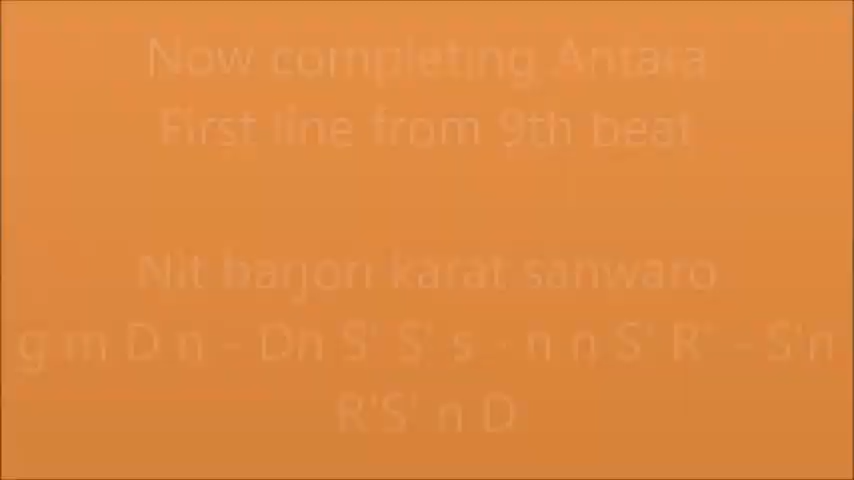 Now completing Antara
First line from 9th beat
Nit barjori karat sanwaro
g m D n - Dn S' S' s - n n S' R' - S'n
R'S' n D